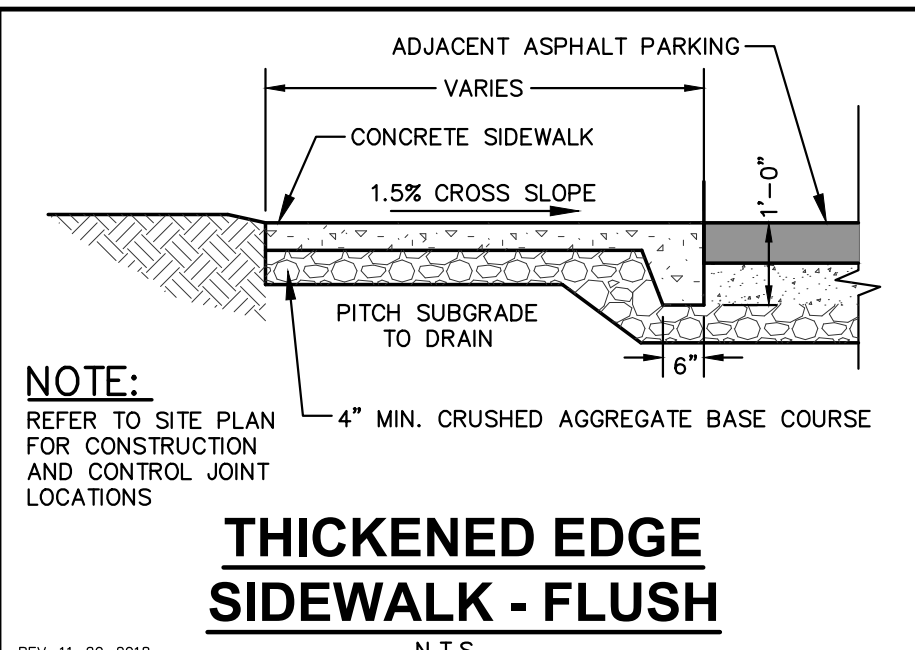 ADJACENT ASPHALT PARKING
VARIES
CONCRETE SIDEWALK
1.5% CROSS SLOPE
1'-0"
PITCH SUBGRADE
TO DRAIN
6"
NOTE:
REFER TO SITE PLAN
FOR CONSTRUCTION
AND CONTROL JOINT
LOCATIONS
4" MIN. CRUSHED AGGREGATE BASE COURSE
THICKENED EDGE
SIDEWALK - FLUSH
N.T.S.